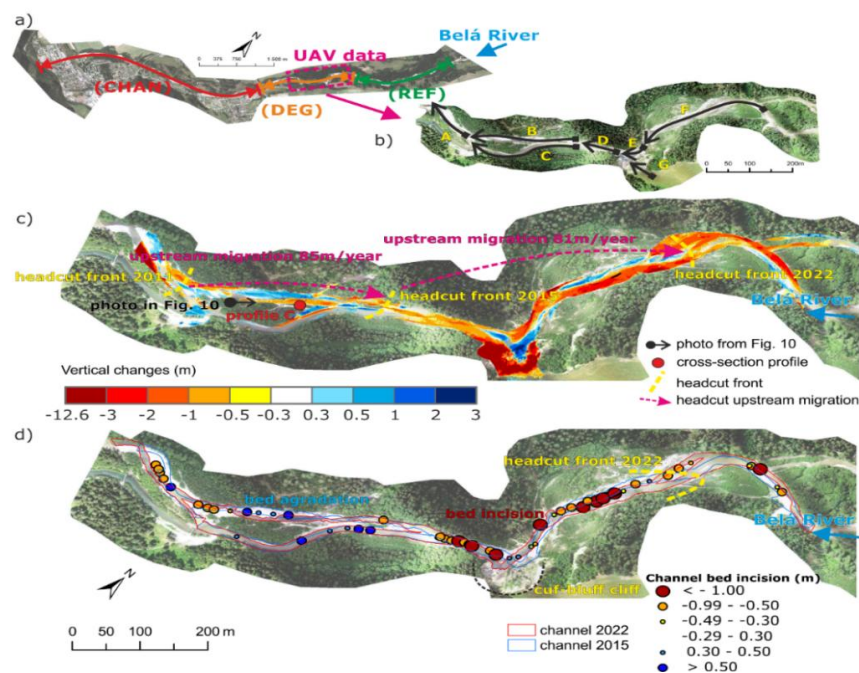 a)
Belá River
N
0 375 750 1 500 m
UAV data
(CHAN)
(DEG)
(REF)
b)
A
B
C
D
E
F
G
0 100 200m
c)
upstream migration 81m/year
upstream migration 85m/year
headcut front 2011
headcut front 2015
headcut front 2022
photo in Fig. 10
profile C
Belá River
photo from Fig. 10
cross-section profile
headcut front
headcut upstream migration
Vertical changes (m)
-12.6 -3 -2 -1 -0.5 -0.3 0.3 0.5 1 2 3
d)
headcut front 2022
bed agradation
bed incision
Belá River
cut-bluff cliff
N
0 100 200 m
channel 2022
channel 2015
Channel bed incision (m)
< - 1.00
-0.99 - -0.50
-0.49 - -0.30
-0.29 - 0.30
0.30 - 0.50
> 0.50